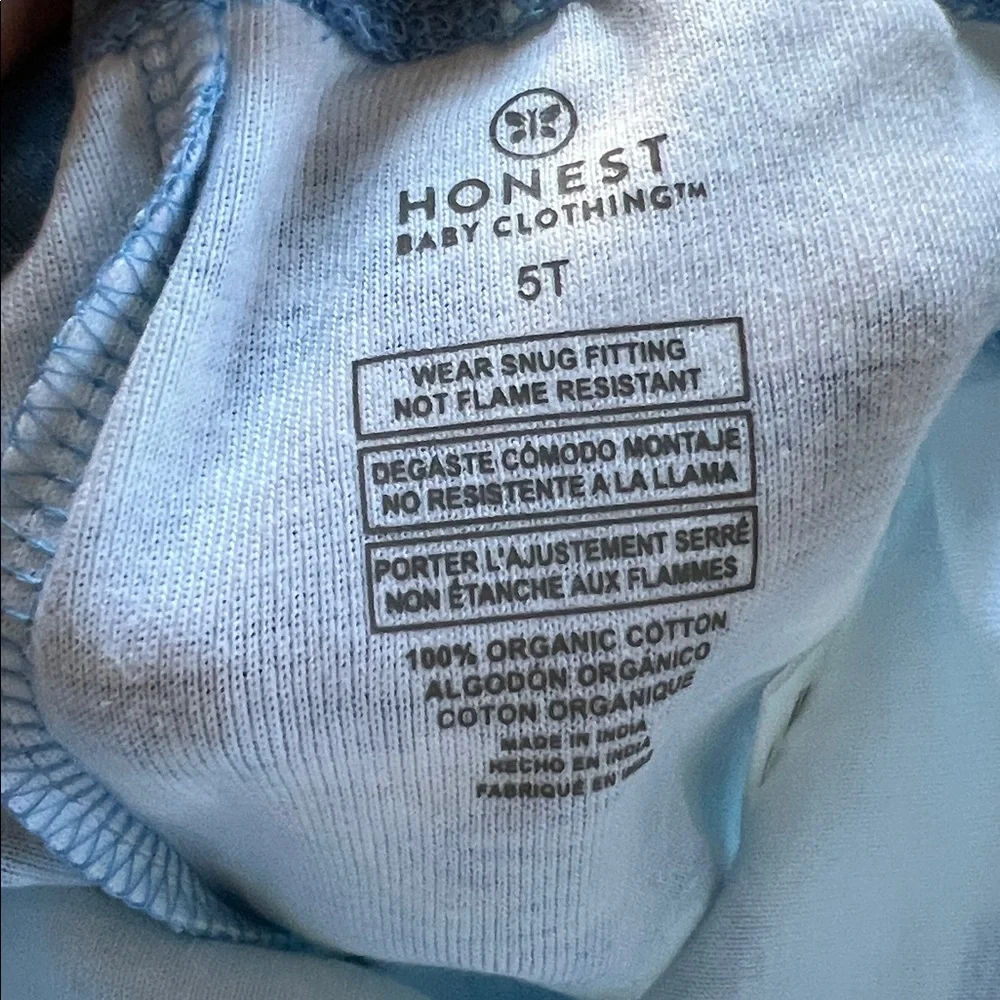 HONEST
BABY CLOTHING™
5T
WEAR SNUG FITTING
NOT FLAME RESISTANT
DEGASTE CÓMODO MONTAJE
NO RESISTENTE A LA LLAMA
PORTER L'AJUSTEMENT SERRÉ
NON ÉTANCHE AUX FLAMMES
100% ORGANIC COTTON
ALGODÓN ORGÁNICO
COTON ORGANIQUE
MADE IN INDIA
HECHO EN INDIA
FABRIQUÉ EN